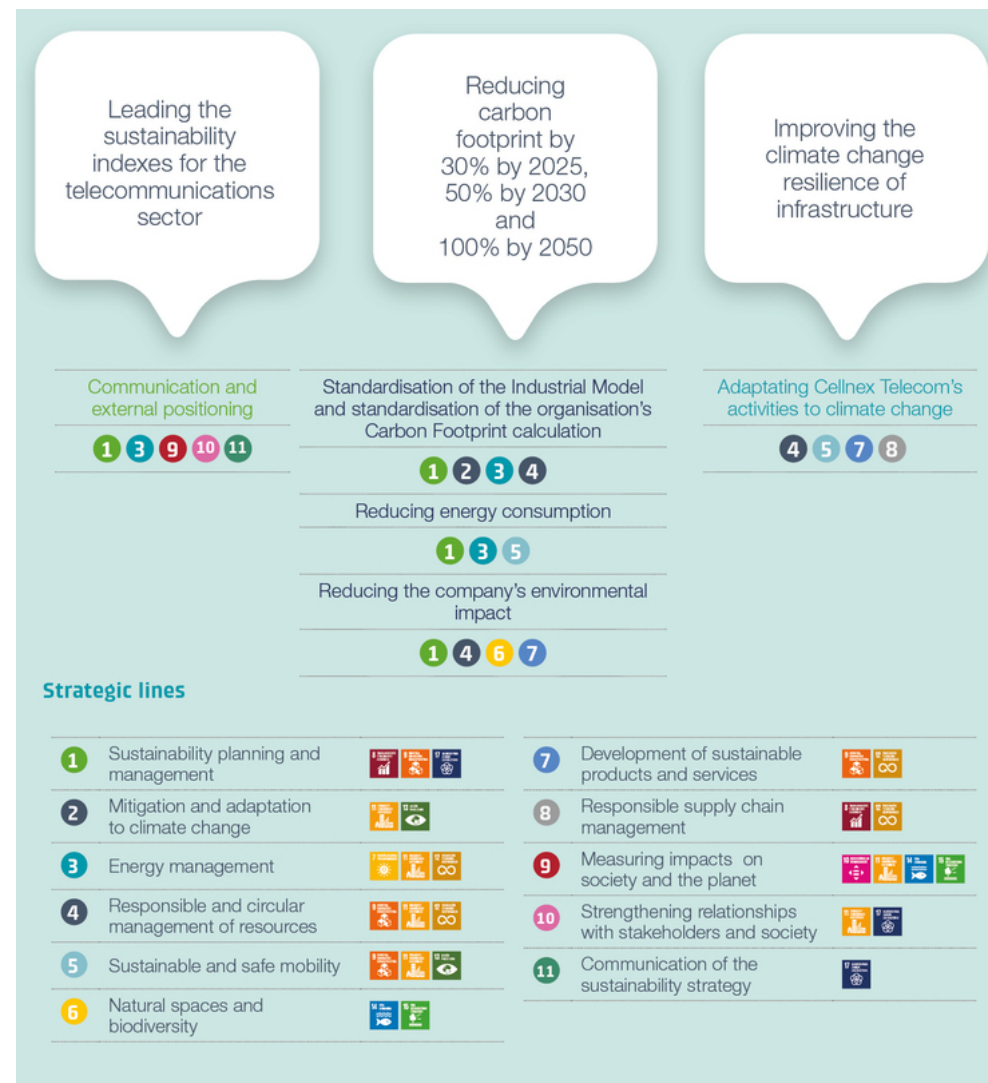 Leading the
sustainability
indexes for the
telecommunications
sector
Reducing
carbon
footprint by
30% by 2025,
50% by 2030
and
100% by 2050
Improving the
climate change
resilience of
infrastructure
Communication and
external positioning
1 3 9 10 11
Standardisation of the Industrial Model
and standardisation of the organisation's
Carbon Footprint calculation
1 2 3 4
Reducing energy consumption
1 3 5
Reducing the company's environmental
impact
1 4 6 7
Adaptating Cellnex Telecom's
activities to climate change
4 5 7 8
Strategic lines
1 Sustainability planning and
management
2 Mitigation and adaptation
to climate change
3 Energy management
4 Responsible and circular
management of resources
5 Sustainable and safe mobility
6 Natural spaces and
biodiversity
7 Development of sustainable
products and services
8 Responsible supply chain
management
9 Measuring impacts on
society and the planet
10 Strengthening relationships
with stakeholders and society
11 Communication of the
sustainability strategy